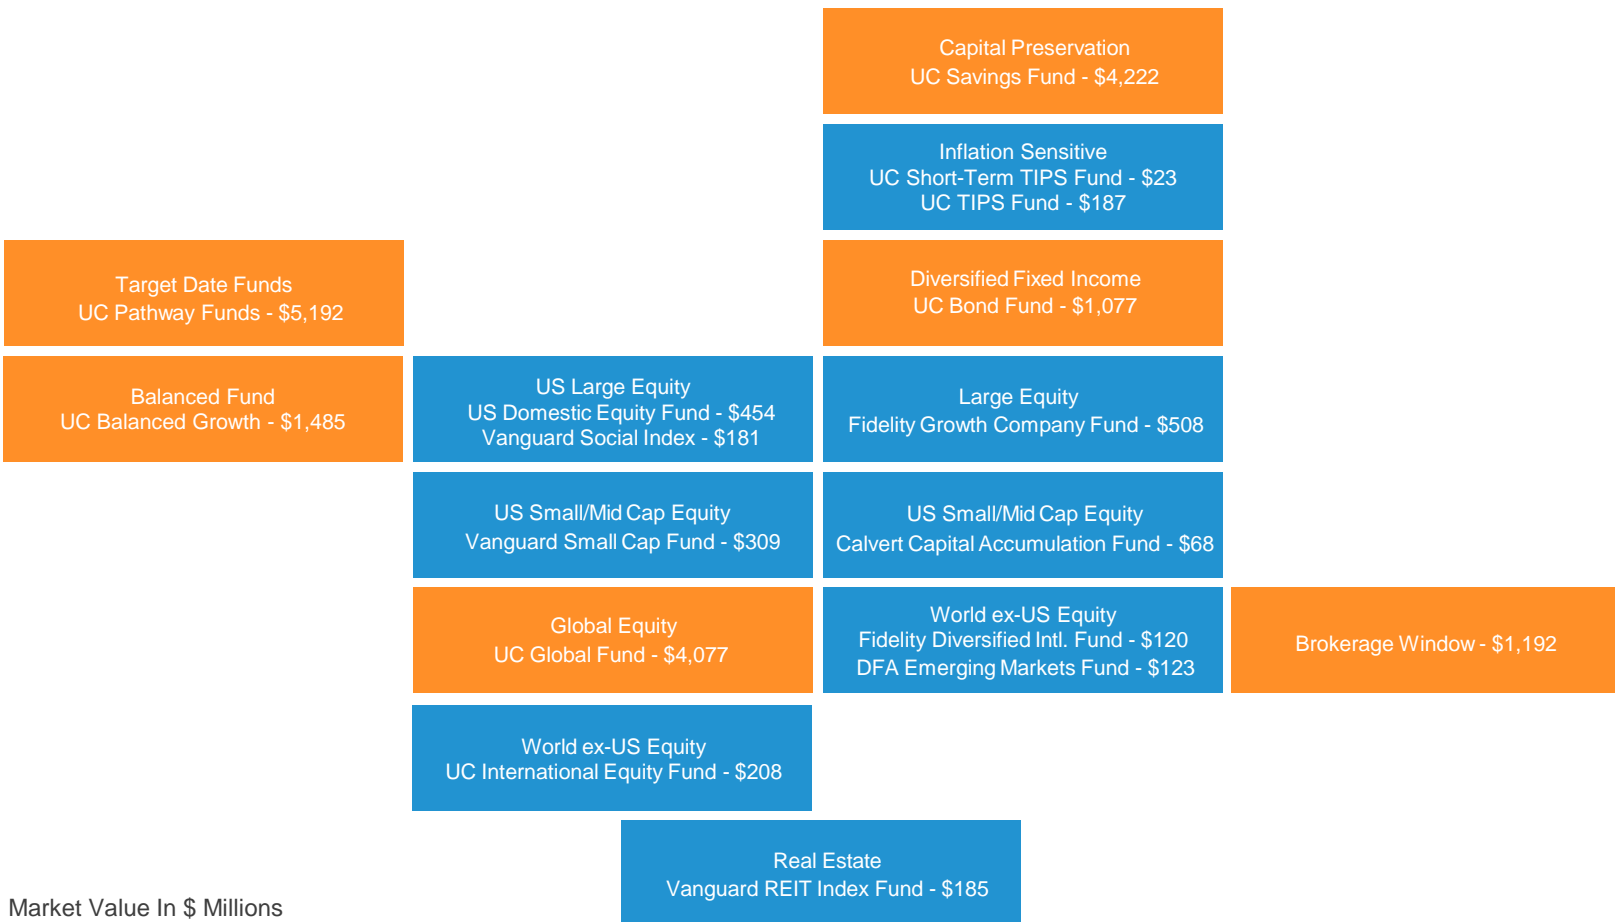 Capital Preservation
UC Savings Fund - $4,222
Inflation Sensitive
UC Short-Term TIPS Fund - $23
UC TIPS Fund - $187
Target Date Funds
UC Pathway Funds - $5,192
Diversified Fixed Income
UC Bond Fund - $1,077
Balanced Fund
UC Balanced Growth - $1,485
US Large Equity
US Domestic Equity Fund - $454
Vanguard Social Index - $181
Large Equity
Fidelity Growth Company Fund - $508
US Small/Mid Cap Equity
Vanguard Small Cap Fund - $309
US Small/Mid Cap Equity
Calvert Capital Accumulation Fund - $68
Global Equity
UC Global Fund - $4,077
World ex-US Equity
Fidelity Diversified Intl. Fund - $120
DFA Emerging Markets Fund - $123
Brokerage Window - $1,192
World ex-US Equity
UC International Equity Fund - $208
Real Estate
Vanguard REIT Index Fund - $185
Market Value In $ Millions